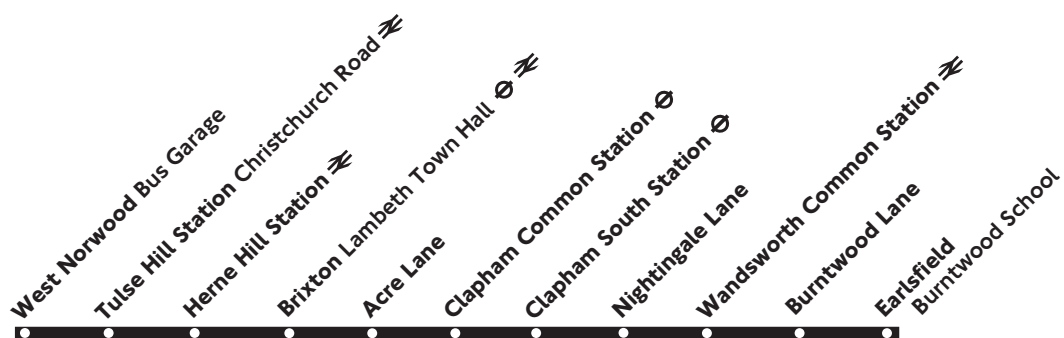 West Norwood Bus Garage
Tulse Hill Station Christchurch Road
Herne Hill Station
Brixton Lambeth Town Hall
Acre Lane
Clapham Common Station
Clapham South Station
Nightingale Lane
Wandsworth Common Station
Burntwood Lane
Earlsfield
Burntwood School